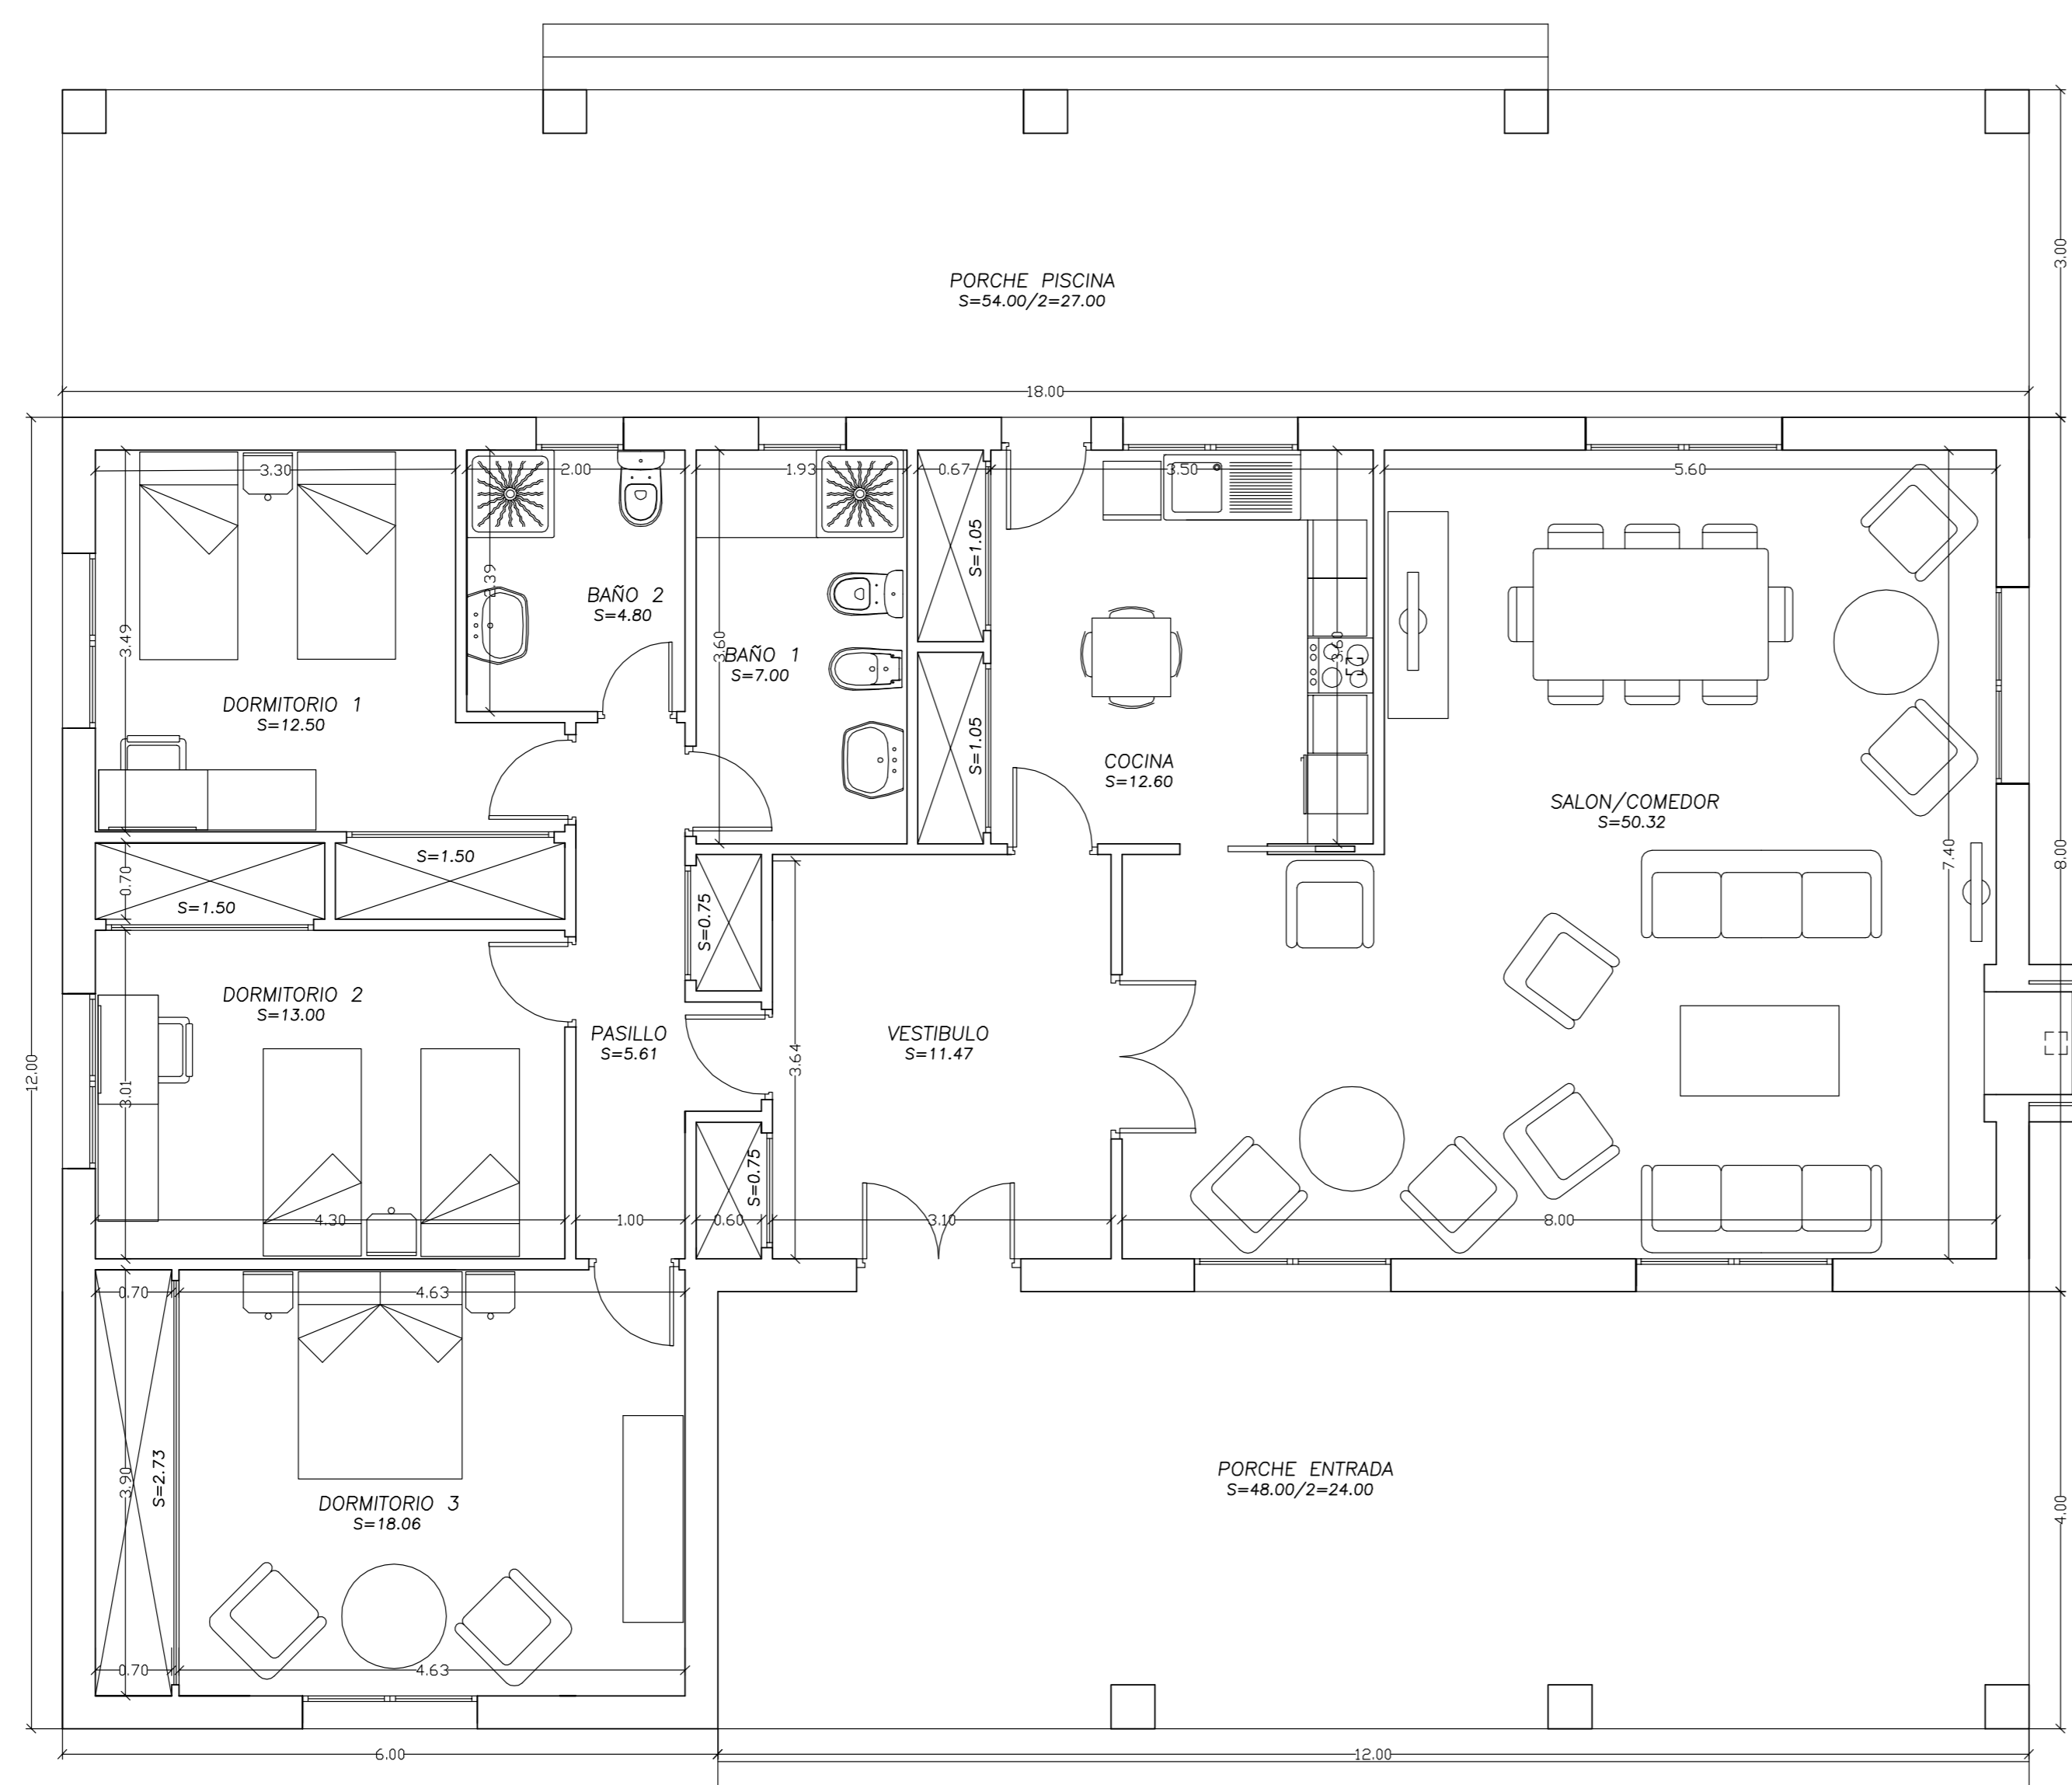 3.00
PORCHE PISCINA
S=54.00/2=27.00
18.00
3.30
2.00
1.93
0.67
3.50
5.60
S=1.05
2.39
BAÑO 2
S=4.80
3.49
3.60
BAÑO 1
S=7.00
3.60
DORMITORIO 1
S=12.50
S=1.05
COCINA
S=12.60
SALON/COMEDOR
S=50.32
7.40
8.00
S=1.50
0.70
S=1.50
S=0.75
DORMITORIO 2
S=13.00
PASILLO
S=5.61
VESTIBULO
S=11.47
12.00
3.01
3.64
S=0.75
4.30
1.00
0.60
3.10
8.00
0.70
4.63
3.90
S=2.73
DORMITORIO 3
S=18.06
PORCHE ENTRADA
S=48.00/2=24.00
4.00
0.70
4.63
6.00
12.00